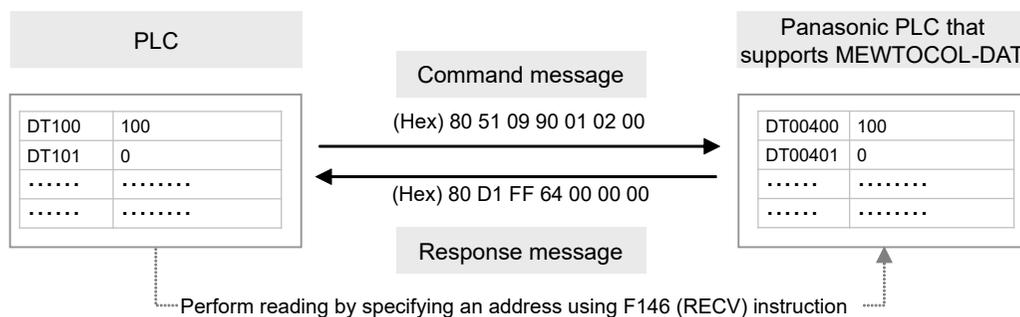 PLC
Panasonic PLC that
supports MEWTOCOL-DAT
Command message
(Hex) 80 51 09 90 01 02 00
DT100 100
DT101 0
...... ........
...... ........
DT00400 100
DT00401 0
...... ........
...... ........
(Hex) 80 D1 FF 64 00 00 00
Response message
Perform reading by specifying an address using F146 (RECV) instruction